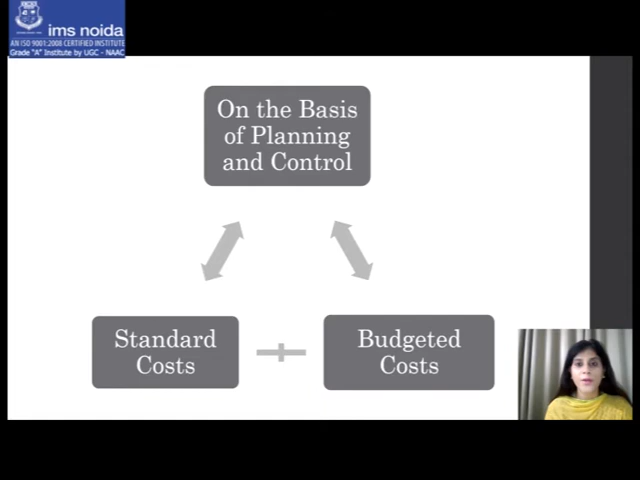 ims noida
AN ISO 9001:2008 CERTIFIED INSTITUTE
Grade "A" Institute by UGC - NAAC
On the Basis
of Planning
and Control
Standard
Costs
Budgeted
Costs